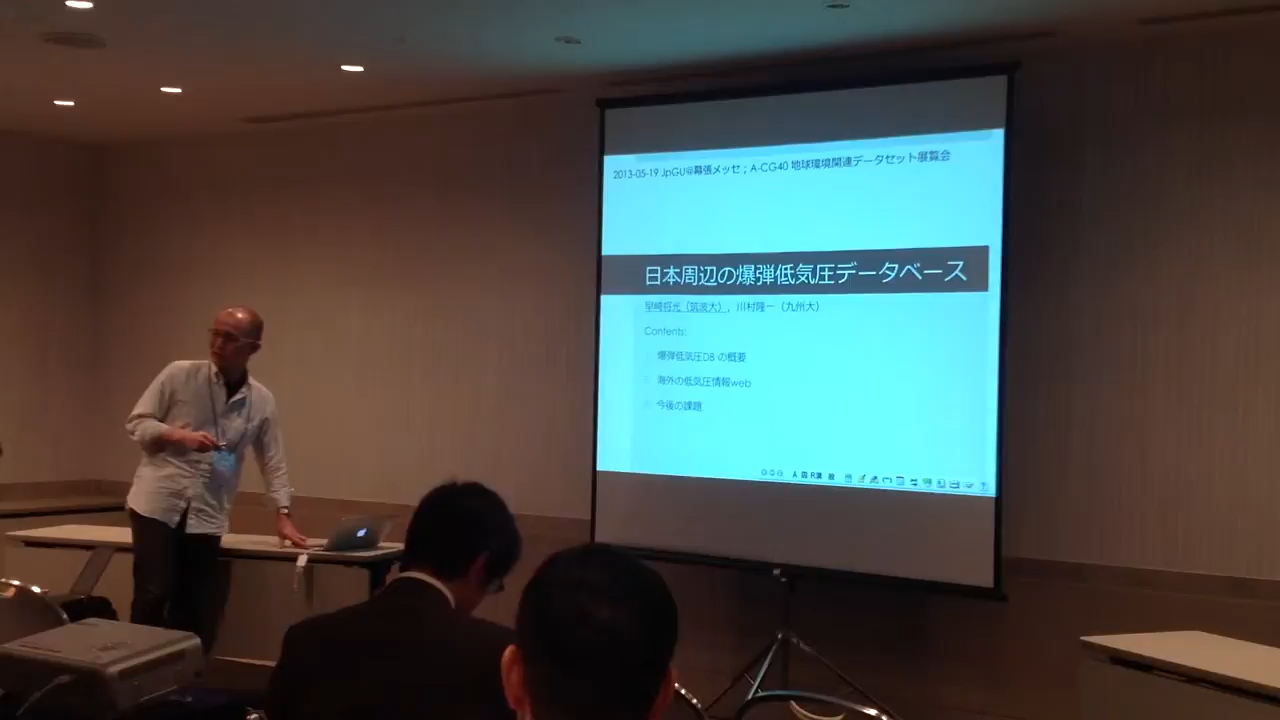 2013-05-19 JpGU@幕張メッセ；A-CG40 地球環境関連データセット展覧会
日本周辺の爆弾低気圧データベース
早崎将光（筑波大），川村隆一（九州大）
Contents:
爆弾低気圧DB の概要
海外の低気圧情報web
今後の課題